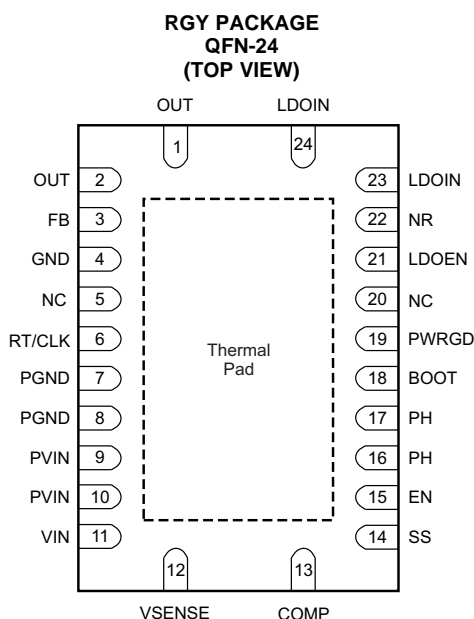 RGY PACKAGE
QFN-24
(TOP VIEW)
OUT LDOIN
1 24
OUT 2 23 LDOIN
FB 3 22 NR
GND 4 21 LDOEN
NC 5 20 NC
RT/CLK 6 19 PWRGD
Thermal
Pad
PGND 7 18 BOOT
PGND 8 17 PH
PVIN 9 16 PH
PVIN 10 15 EN
VIN 11 14 SS
12 13
VSENSE COMP